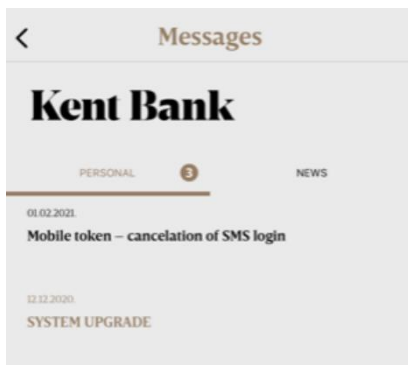 Messages
Kent Bank
PERSONAL 3 NEWS
01.02.2021.
Mobile token – cancelation of SMS login
12.12.2020.
SYSTEM UPGRADE